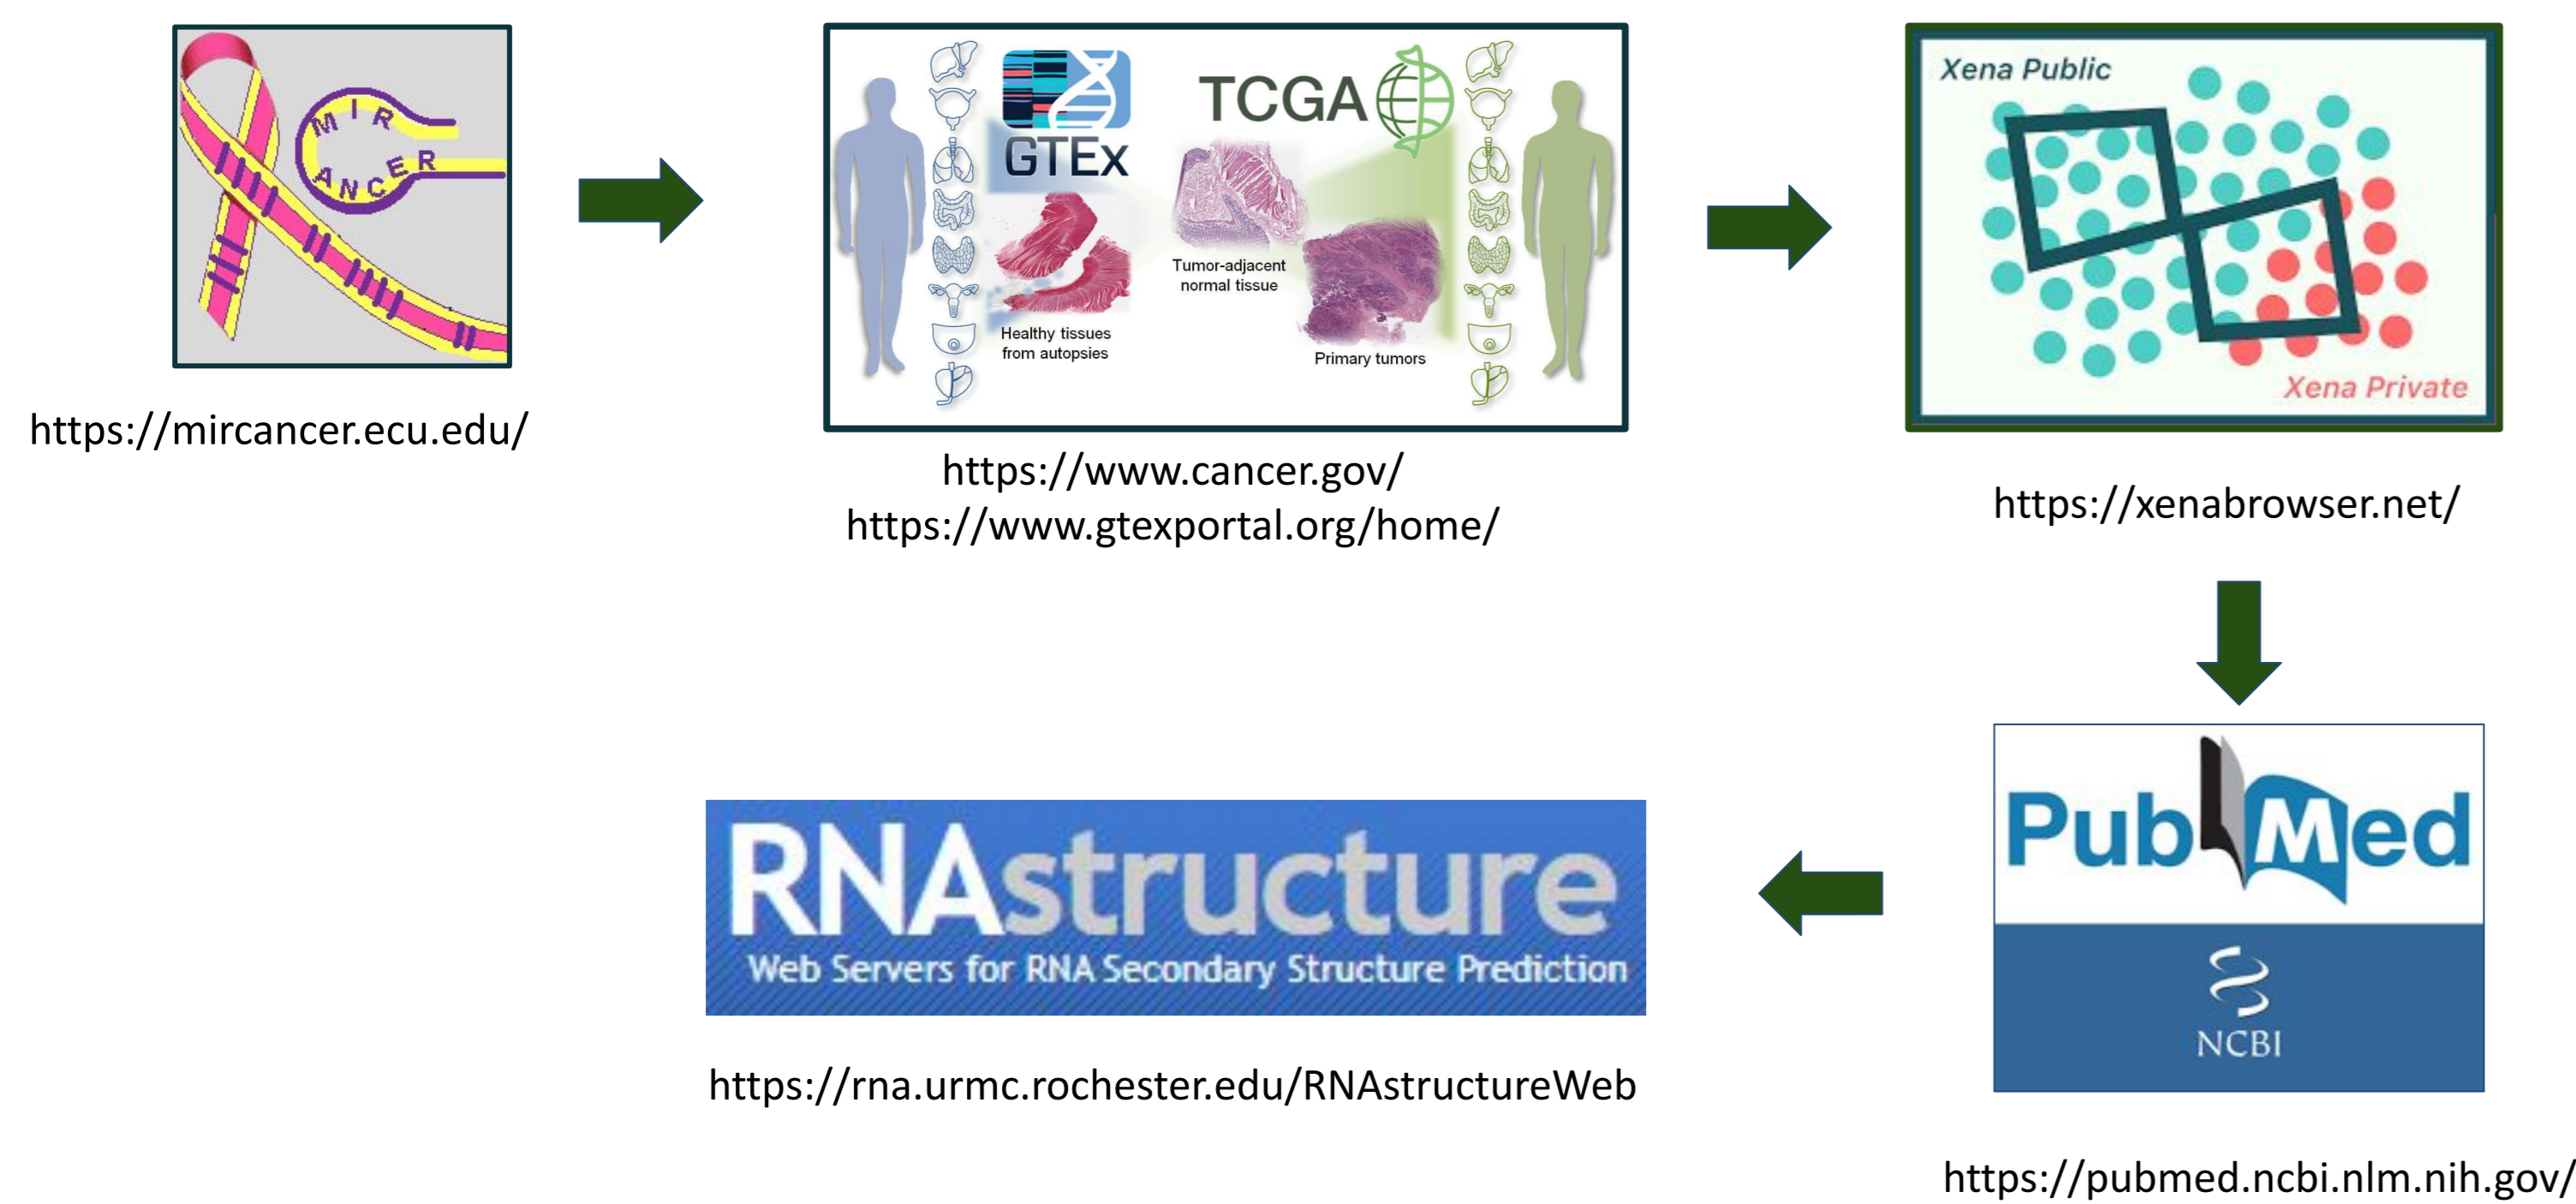 MIR
CANCER
https://mircancer.ecu.edu/
GTEx
TCGA
Tumor-adjacent
normal tissue
Healthy tissues
from autopsies
Primary tumors
https://www.cancer.gov/
https://www.gtexportal.org/home/
Xena Public
Xena Private
https://xenabrowser.net/
PubMed
NCBI
https://pubmed.ncbi.nlm.nih.gov/
RNAstructure
Web Servers for RNA Secondary Structure Prediction
https://rna.urmc.rochester.edu/RNAstructureWeb